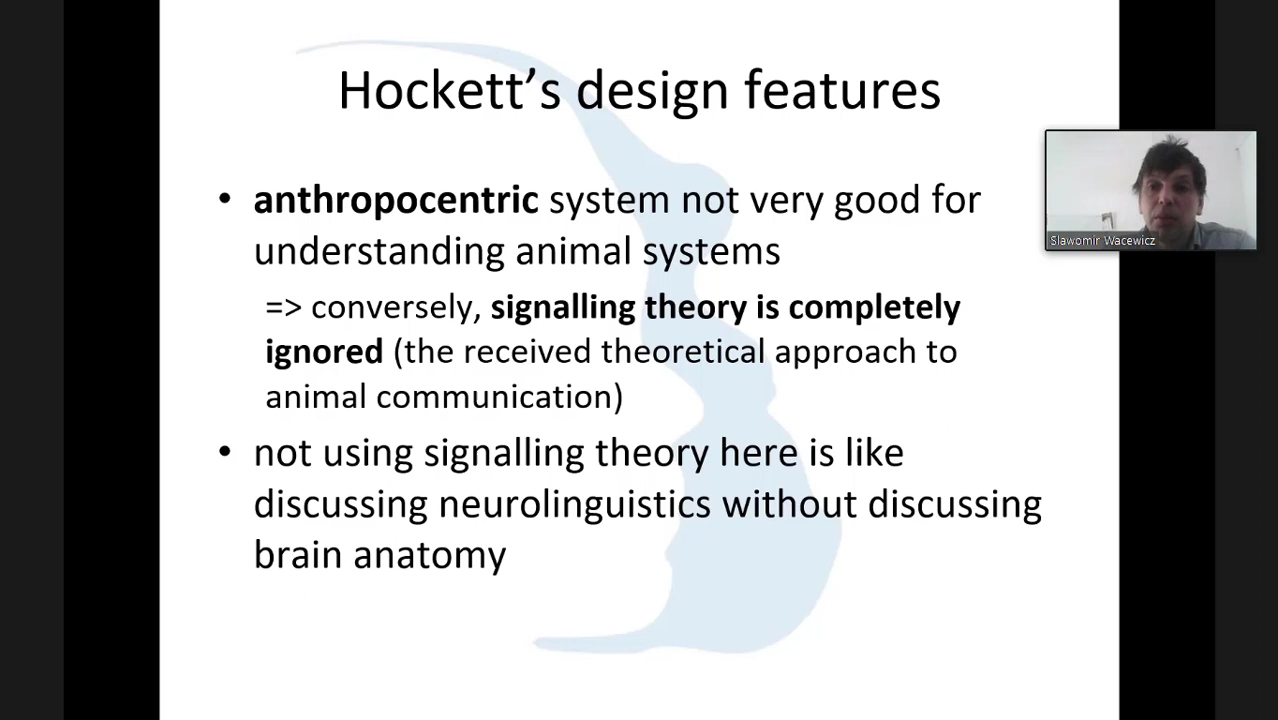 Hockett’s design features
• anthropocentric system not very good for
understanding animal systems
=> conversely, signalling theory is completely
ignored (the received theoretical approach to
animal communication)
• not using signalling theory here is like
discussing neurolinguistics without discussing
brain anatomy
Slawomir Wacewicz